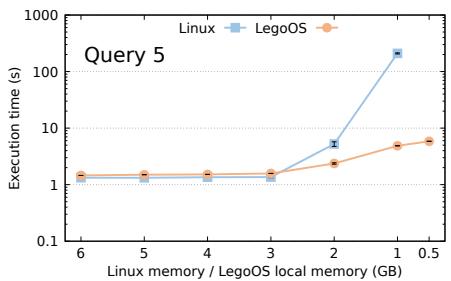 1000
Linux LegoOS
Query 5
100
10
1
0.1
Execution time (s)
6 5 4 3 2 1 0.5
Linux memory / LegoOS local memory (GB)